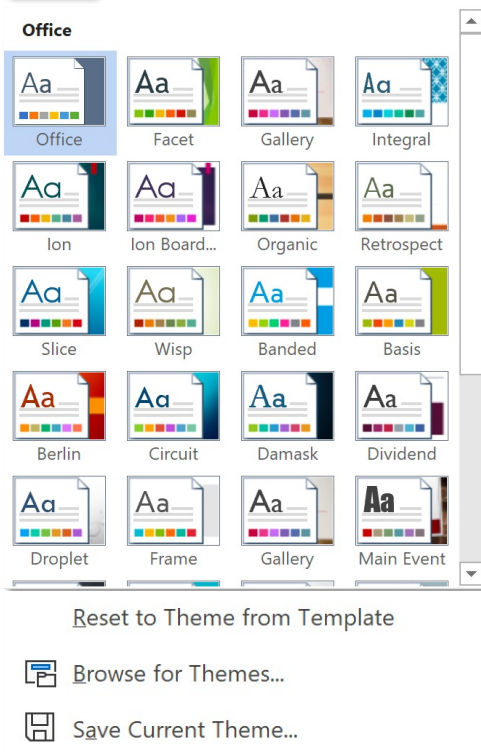 Office
Aa Aa Aa Aa
Office Facet Gallery Integral
Aa Aa Aa Aa
Ion Ion Board... Organic Retrospect
Aa Aa Aa Aa
Slice Wisp Banded Basis
Aa Aa Aa Aa
Berlin Circuit Damask Dividend
Aa Aa Aa Aa
Droplet Frame Gallery Main Event
Reset to Theme from Template
Browse for Themes...
Save Current Theme...